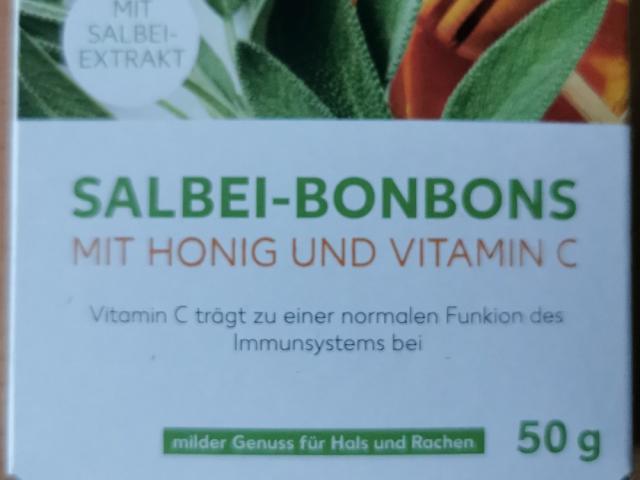 MIT
SALBEI-
EXTRAKT
SALBEI-BONBONS
MIT HONIG UND VITAMIN C
Vitamin C trägt zu einer normalen Funkion des
Immunsystems bei
milder Genuss für Hals und Rachen
50 g